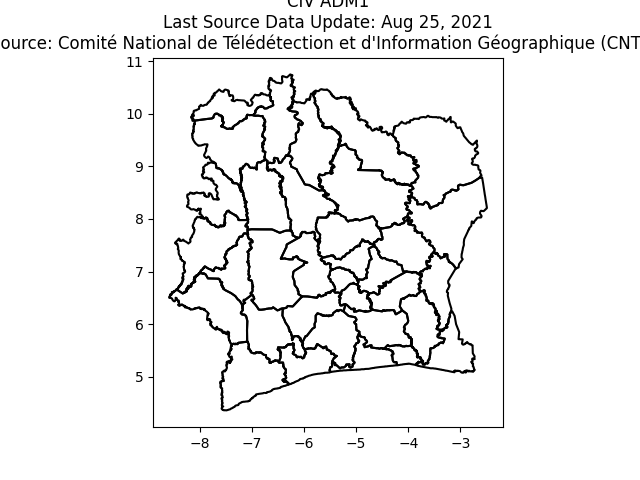 CIV ADM1
Last Source Data Update: Aug 25, 2021
ource: Comité National de Télédétection et d'Information Géographique (CNT
11
10
9
8
7
6
5
−8 −7 −6 −5 −4 −3